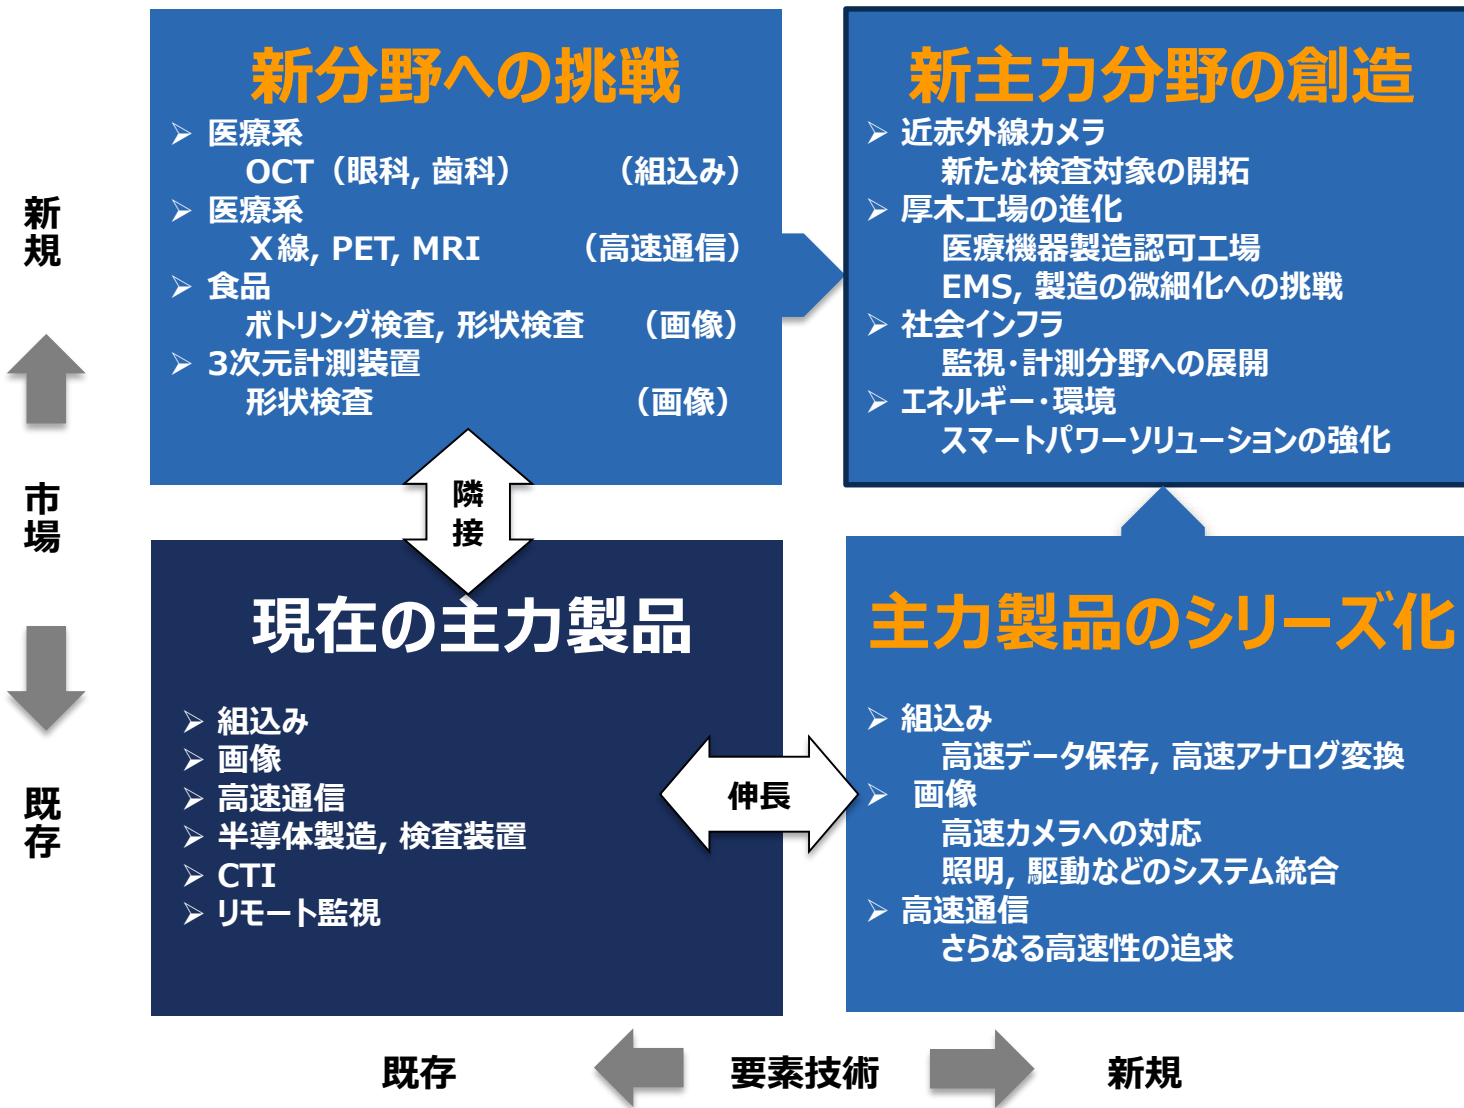 新分野への挑戦
➢ 医療系
OCT（眼科, 歯科）　（組込み）
➢ 医療系
X線, PET, MRI　（高速通信）
➢ 食品
ボトリング検査, 形状検査　（画像）
➢ 3次元計測装置
形状検査　（画像）
新主力分野の創造
➢ 近赤外線カメラ
新たな検査対象の開拓
➢ 厚木工場の進化
医療機器製造認可工場
EMS, 製造の微細化への挑戦
➢ 社会インフラ
監視・計測分野への展開
➢ エネルギー・環境
スマートパワーソリューションの強化
新規
市場
既存
隣接
現在の主力製品
➢ 組込み
➢ 画像
➢ 高速通信
➢ 半導体製造, 検査装置
➢ CTI
➢ リモート監視
伸長
主力製品のシリーズ化
➢ 組込み
高速データ保存, 高速アナログ変換
➢ 画像
高速カメラへの対応
照明, 駆動などのシステム統合
➢ 高速通信
さらなる高速性の追求
既存　要素技術　新規